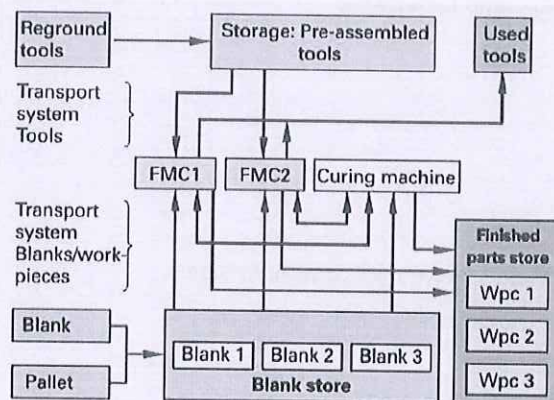 Reground
tools
Storage: Pre-assembled
tools
Used
tools
Transport
system
Tools
FMC1
FMC2
Curing machine
Transport
system
Blanks/work-
pieces
Finished
parts store
Wpc 1
Wpc 2
Wpc 3
Blank
Pallet
Blank 1
Blank 2
Blank 3
Blank store